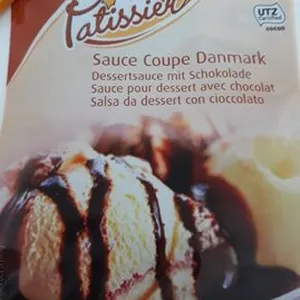 Patissier
UTZ
Certified
cocoa
Sauce Coupe Danmark
Dessertsauce mit Schokolade
Sauce pour dessert avec chocolat
Salsa da dessert con cioccolato